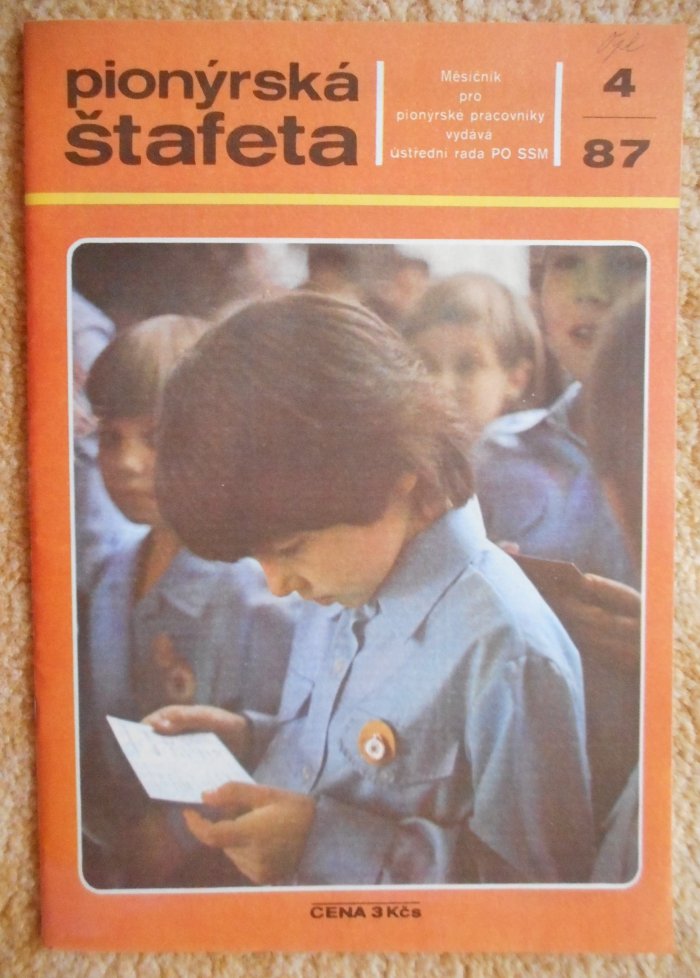 pionýrská
štafeta
Měsíčník
pro
pionýrské pracovníky
vydává
ústřední rada PO SSM
4
87
CENA 3 Kčs